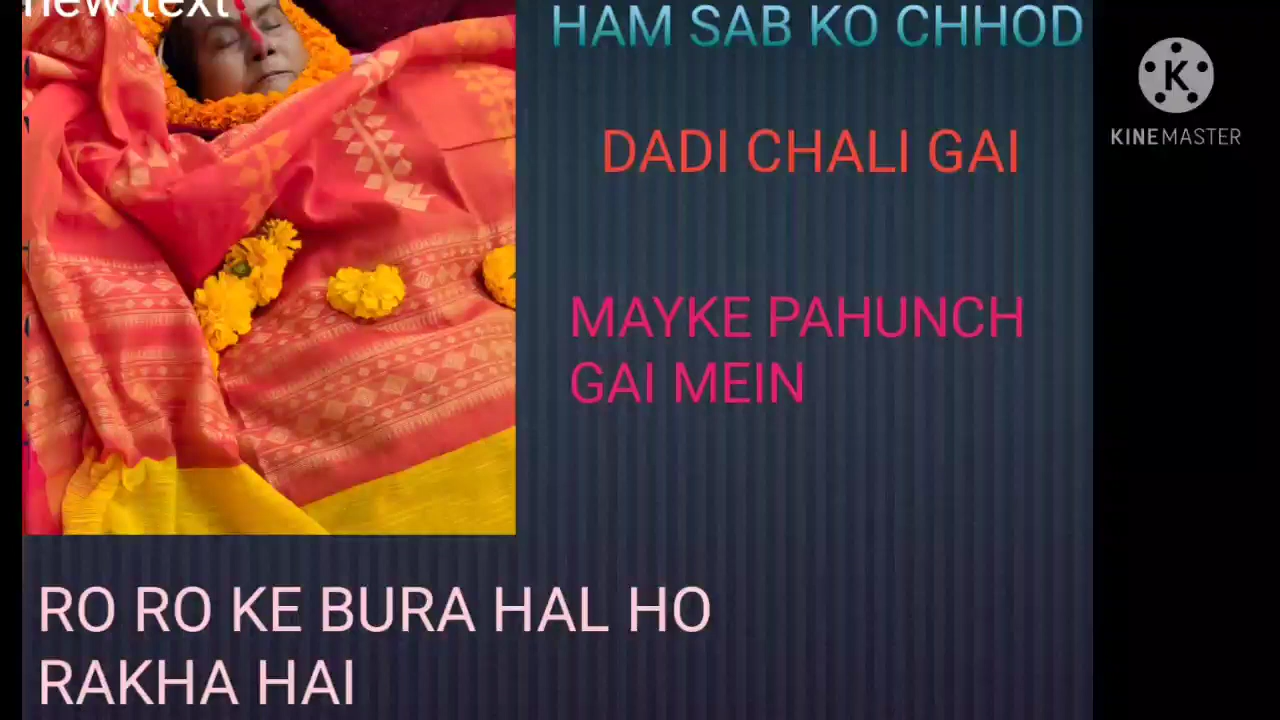 new text
HAM SAB KO CHHOD
DADI CHALI GAI
MAYKE PAHUNCH
GAI MEIN
RO RO KE BURA HAL HO
RAKHA HAI
K
KINEMASTER